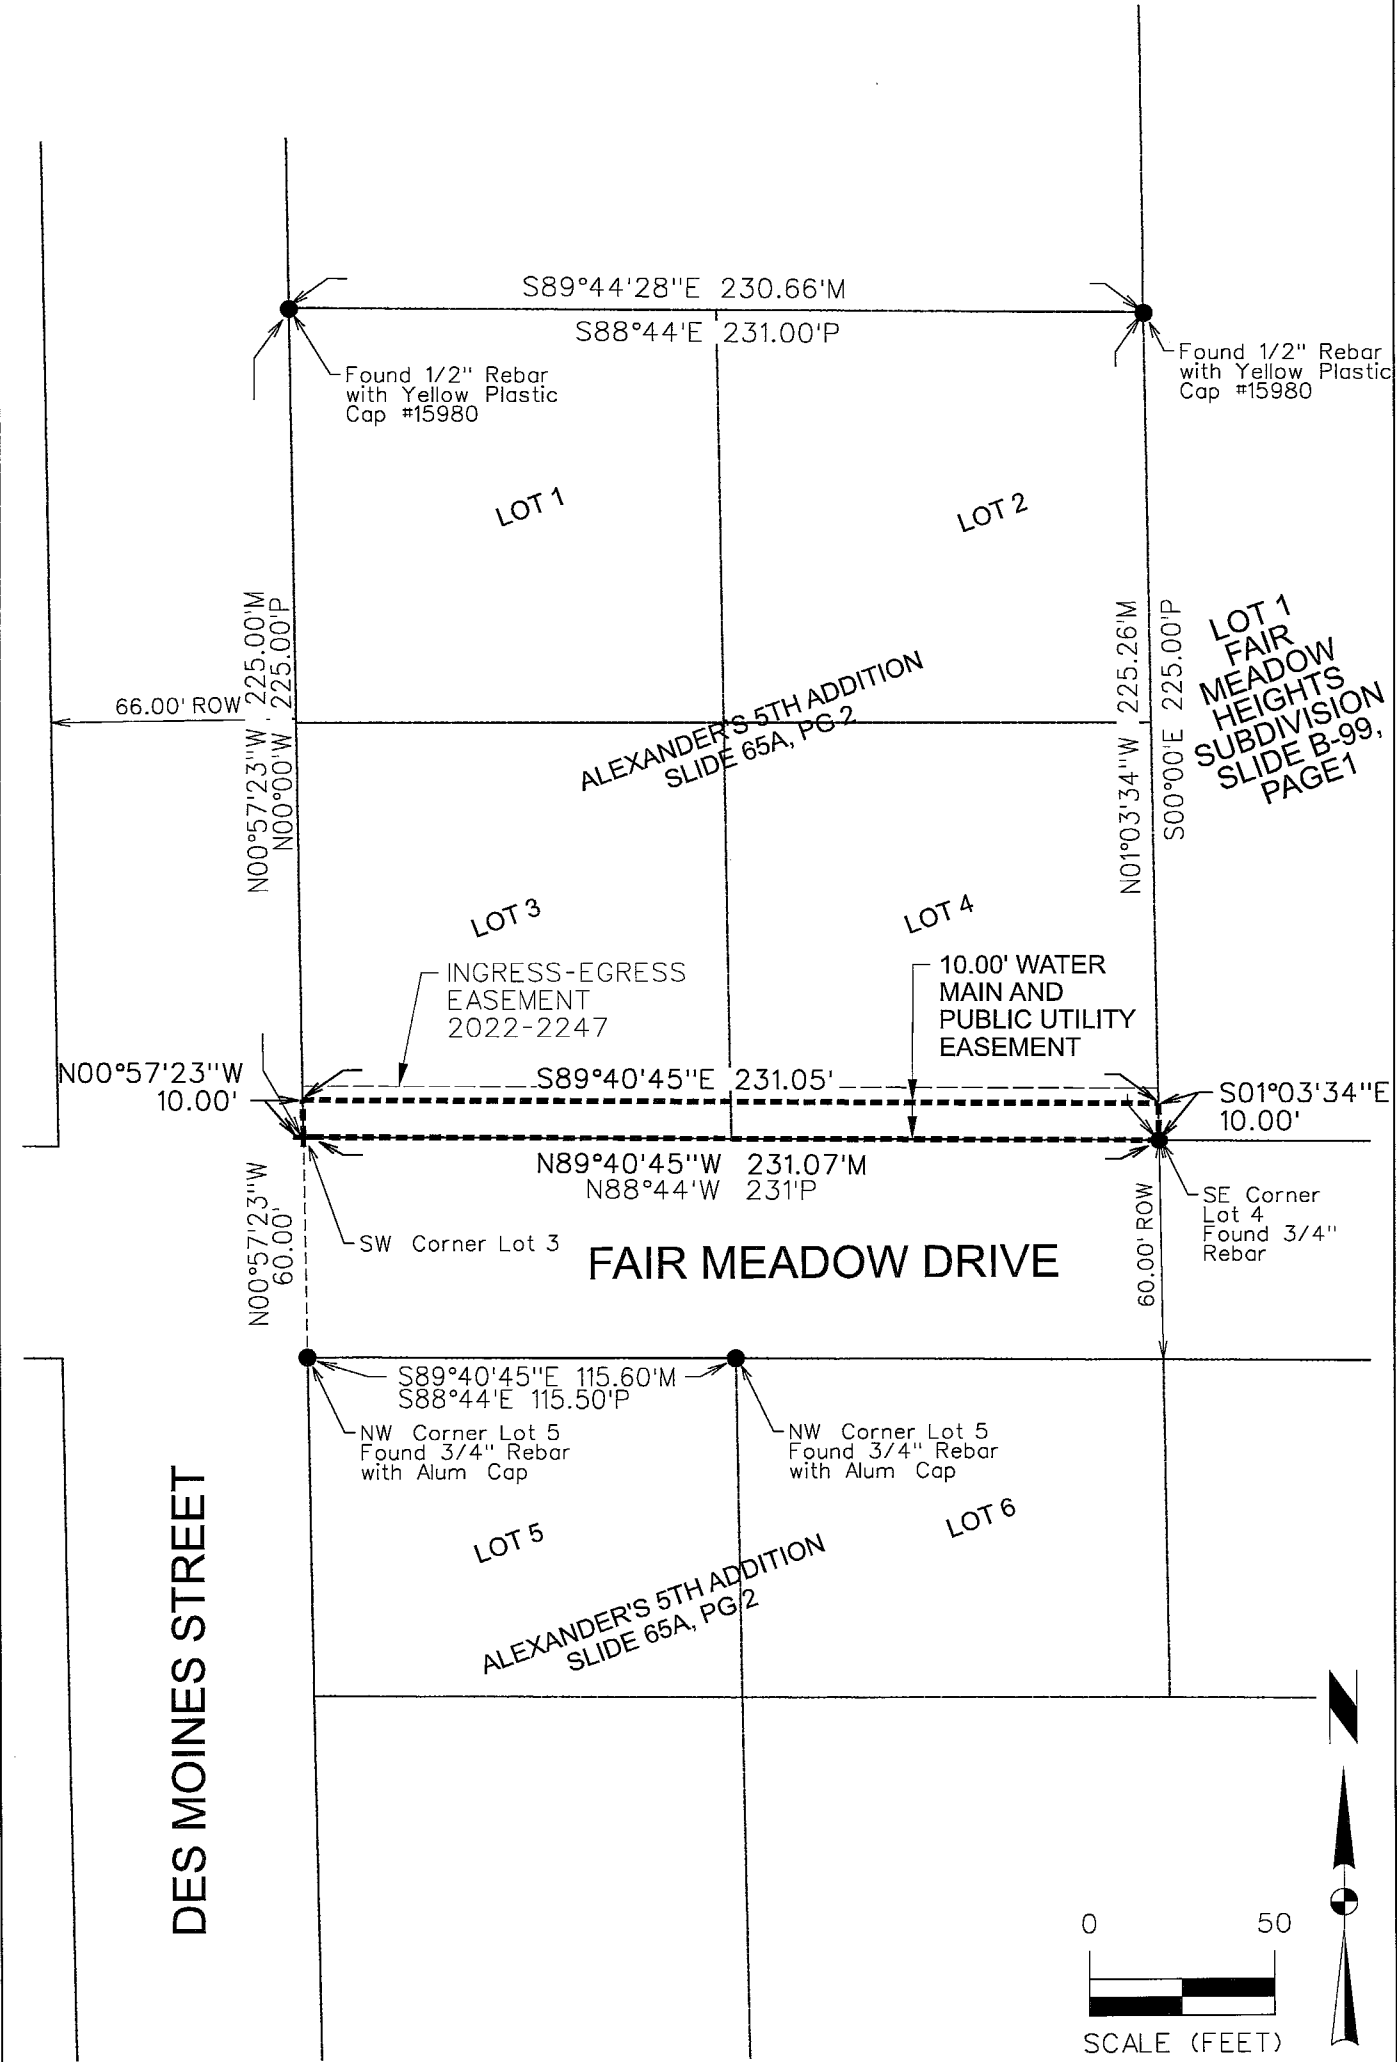 S89°44'28"E 230.66'M
S88°44'E 231.00'P
Found 1/2" Rebar
with Yellow Plastic
Cap #15980
Found 1/2" Rebar
with Yellow Plastic
Cap #15980
LOT 1
LOT 2
N00°57'23"W 225.00'M
N00°00'W 225.00'P
66.00' ROW
N01°03'34"W 225.26'M
S00°00'E 225.00'P
LOT 1
FAIR
MEADOW
HEIGHTS
SUBDIVISION
SLIDE B-99,
PAGE1
ALEXANDER'S 5TH ADDITION
SLIDE 65A, PG 2
LOT 3
LOT 4
INGRESS-EGRESS
EASEMENT
2022-2247
10.00' WATER
MAIN AND
PUBLIC UTILITY
EASEMENT
N00°57'23"W
10.00'
S89°40'45"E 231.05'
S01°03'34"E
10.00'
N89°40'45"W 231.07'M
N88°44'W 231'P
N00°57'23"W
60.00'
SW Corner Lot 3
FAIR MEADOW DRIVE
60.00' ROW
SE Corner
Lot 4
Found 3/4"
Rebar
S89°40'45"E 115.60'M
S88°44'E 115.50'P
NW Corner Lot 5
Found 3/4" Rebar
with Alum Cap
NW Corner Lot 5
Found 3/4" Rebar
with Alum Cap
LOT 5
LOT 6
ALEXANDER'S 5TH ADDITION
SLIDE 65A, PG 2
DES MOINES STREET
N
0 50
SCALE (FEET)